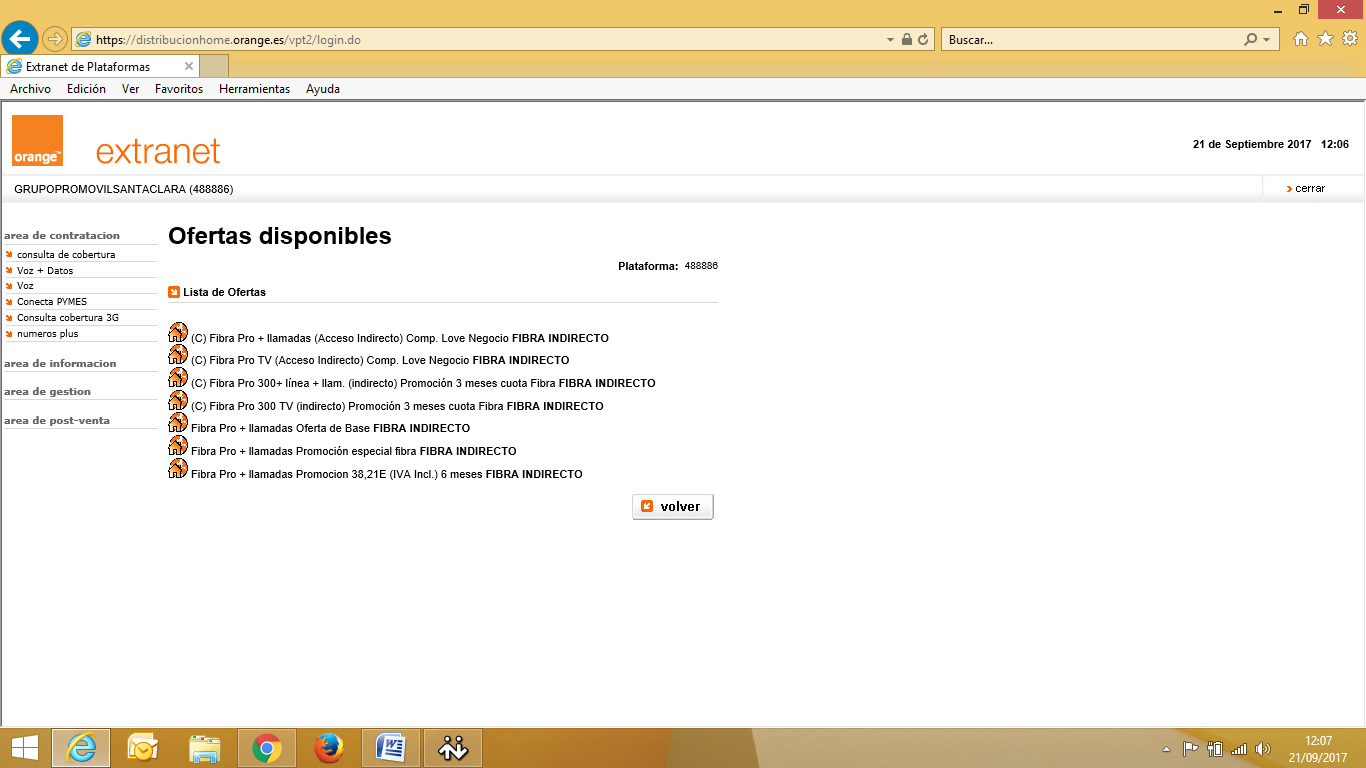 https://distribucionhome.orange.es/vpt2/login.do
Buscar...
Extranet de Plataformas
Archivo Edición Ver Favoritos Herramientas Ayuda
orange™
extranet
21 de Septiembre 2017 12:06
GRUPOPROMOVILSANTACLARA (488886)
cerrar
area de contratacion
consulta de cobertura
Voz + Datos
Voz
Conecta PYMES
Consulta cobertura 3G
numeros plus
area de informacion
area de gestion
area de post-venta
Ofertas disponibles
Plataforma: 488886
Lista de Ofertas
(C) Fibra Pro + llamadas (Acceso Indirecto) Comp. Love Negocio FIBRA INDIRECTO
(C) Fibra Pro TV (Acceso Indirecto) Comp. Love Negocio FIBRA INDIRECTO
(C) Fibra Pro 300+ línea + llam. (indirecto) Promoción 3 meses cuota Fibra FIBRA INDIRECTO
(C) Fibra Pro 300 TV (indirecto) Promoción 3 meses cuota Fibra FIBRA INDIRECTO
Fibra Pro + llamadas Oferta de Base FIBRA INDIRECTO
Fibra Pro + llamadas Promoción especial fibra FIBRA INDIRECTO
Fibra Pro + llamadas Promocion 38,21E (IVA Incl.) 6 meses FIBRA INDIRECTO
volver
12:07
21/09/2017